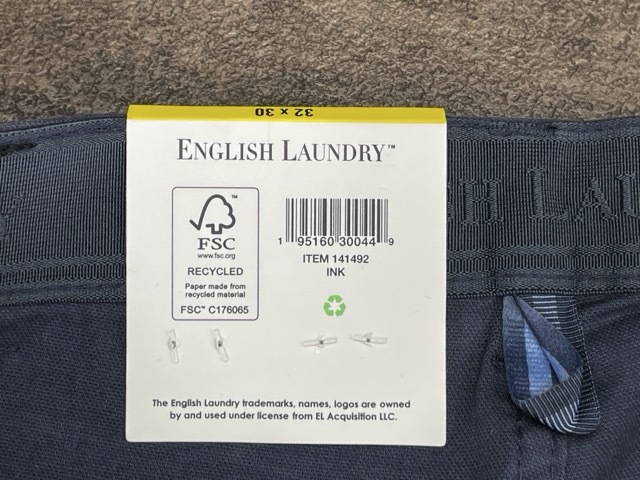 32 x 30
ENGLISH LAUNDRY™
FSC
www.fsc.org
RECYCLED
Paper made from
recycled material
FSC™ C176065
1 95160 30044 9
ITEM 141492
INK
The English Laundry trademarks, names, logos are owned
by and used under license from EL Acquisition LLC.